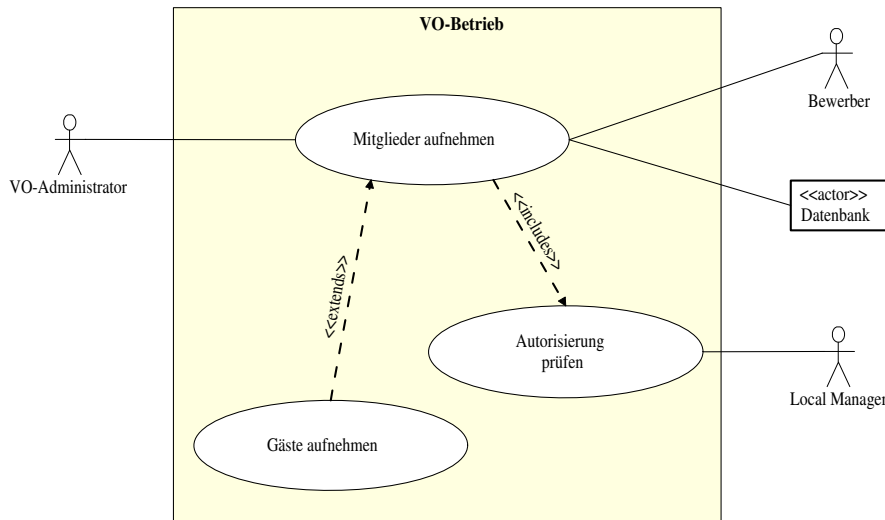 VO-Betrieb
Bewerber
Mitglieder aufnehmen
VO-Administrator
<<actor>>
Datenbank
<<includes>>
<<extends>>
Autorisierung
prüfen
Local Manager
Gäste aufnehmen